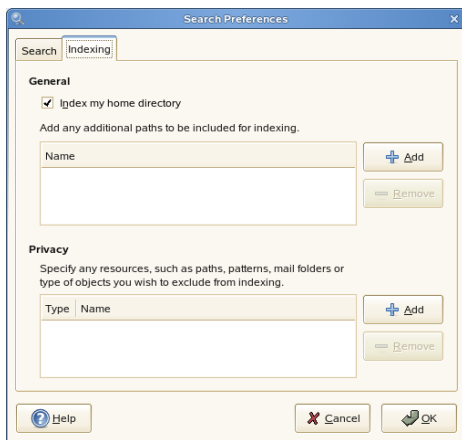 Search Preferences
Search
Indexing
General
Index my home directory
Add any additional paths to be included for indexing.
Name
Add
Remove
Privacy
Specify any resources, such as paths, patterns, mail folders or
type of objects you wish to exclude from indexing.
Type Name
Add
Remove
Help
Cancel
OK